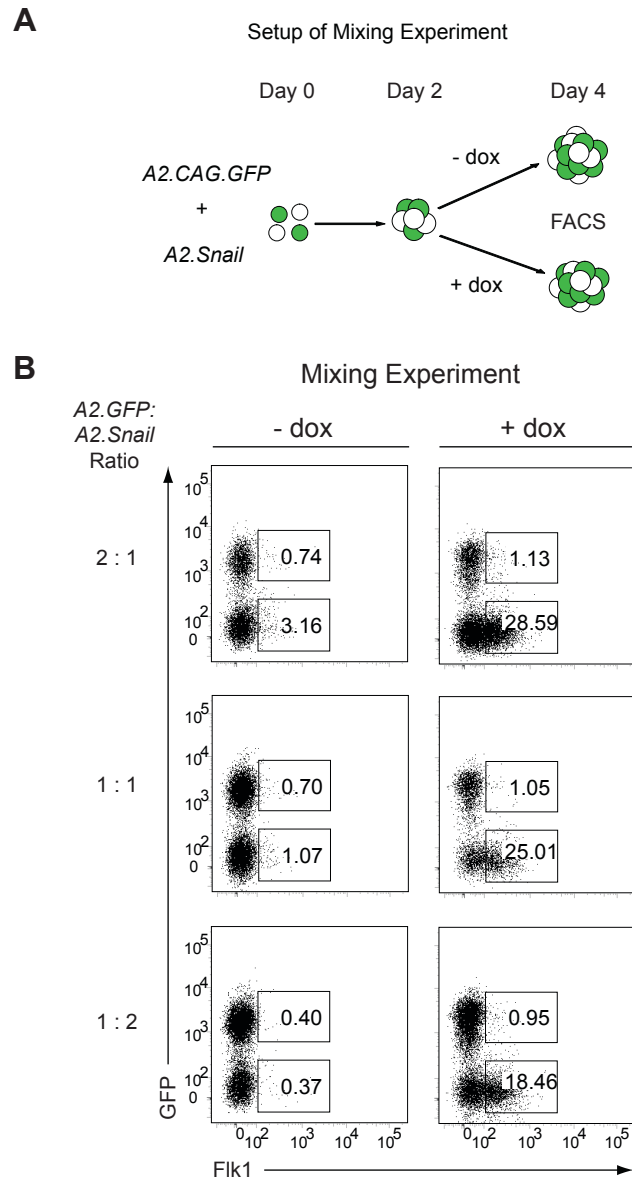 A
Setup of Mixing Experiment
Day 0 Day 2 Day 4
A2.CAG.GFP
+
A2.Snail
- dox
FACS
+ dox
B
Mixing Experiment
A2.GFP:
A2.Snail
Ratio
- dox + dox
2 : 1
10^5
10^4
10^3
10^2
0
0.74
3.16
1.13
28.59
1 : 1
10^5
10^4
10^3
10^2
0
0.70
1.07
1.05
25.01
1 : 2
10^5
10^4
10^3
10^2
0
0.40
0.37
0.95
18.46
GFP
0 10^2 10^3 10^4 10^5
0 10^2 10^3 10^4 10^5
Flk1